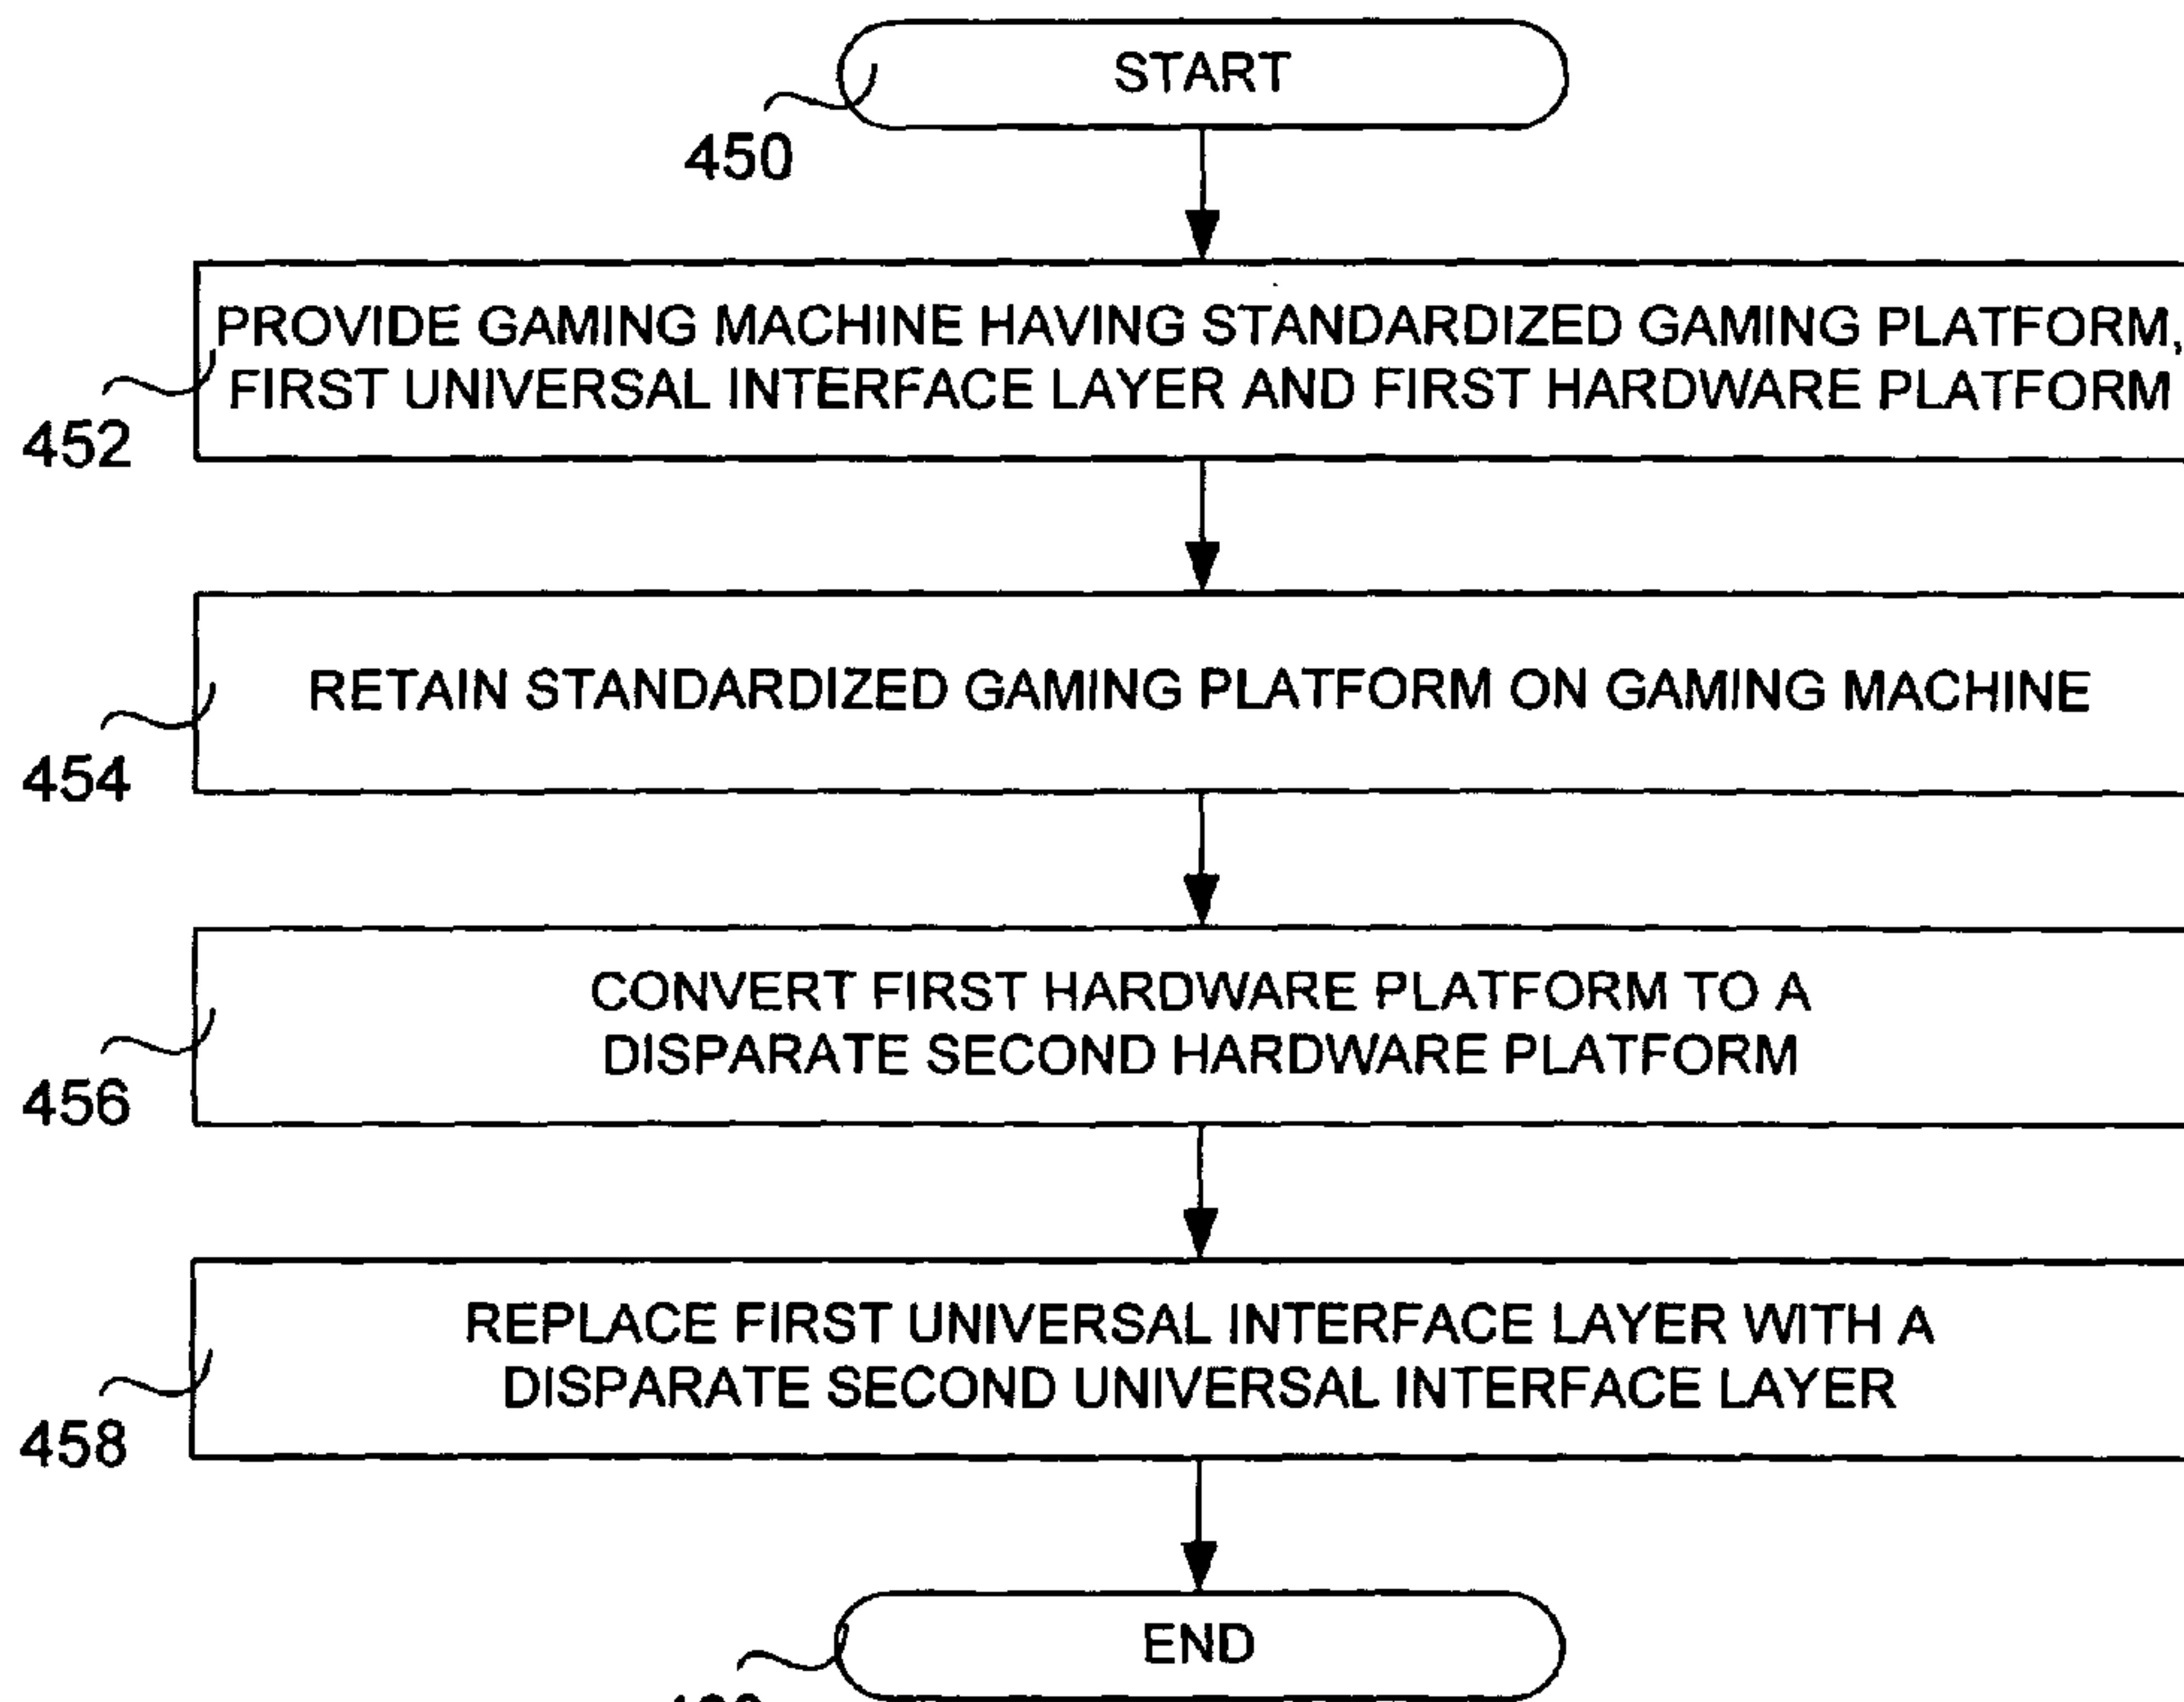 START
450
PROVIDE GAMING MACHINE HAVING STANDARDIZED GAMING PLATFORM,
FIRST UNIVERSAL INTERFACE LAYER AND FIRST HARDWARE PLATFORM
452
RETAIN STANDARDIZED GAMING PLATFORM ON GAMING MACHINE
454
CONVERT FIRST HARDWARE PLATFORM TO A
DISPARATE SECOND HARDWARE PLATFORM
456
REPLACE FIRST UNIVERSAL INTERFACE LAYER WITH A
DISPARATE SECOND UNIVERSAL INTERFACE LAYER
458
END